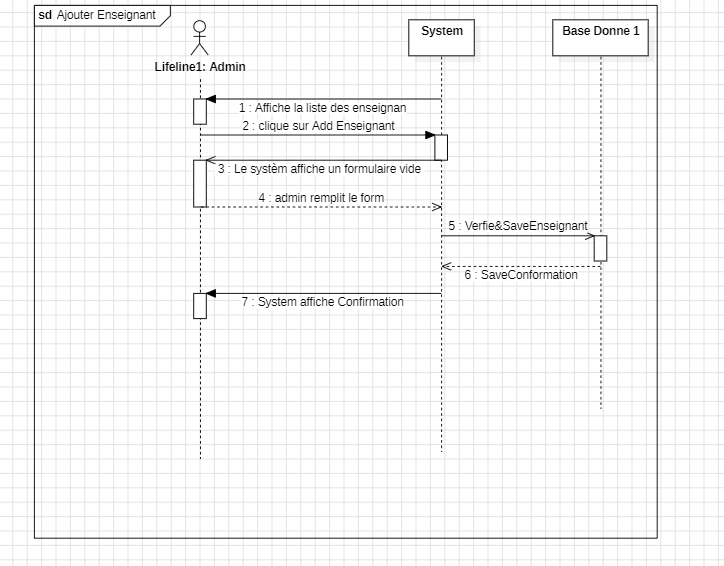 sd Ajouter Enseignant
System
Base Donne 1
Lifeline1: Admin
1 : Affiche la liste des enseignan
2 : clique sur Add Enseignant
3 : Le systèm affiche un formulaire vide
4 : admin remplit le form
5 : Verfie&SaveEnseignant
6 : SaveConformation
7 : System affiche Confirmation